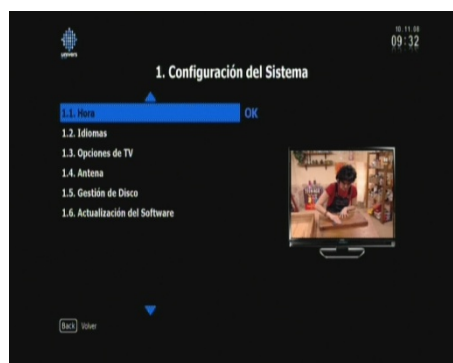 09:32
1. Configuración del Sistema
1.1. Hora OK
1.2. Idiomas
1.3. Opciones de TV
1.4. Antena
1.5. Gestión de Disco
1.6. Actualización del Software
Back Volver